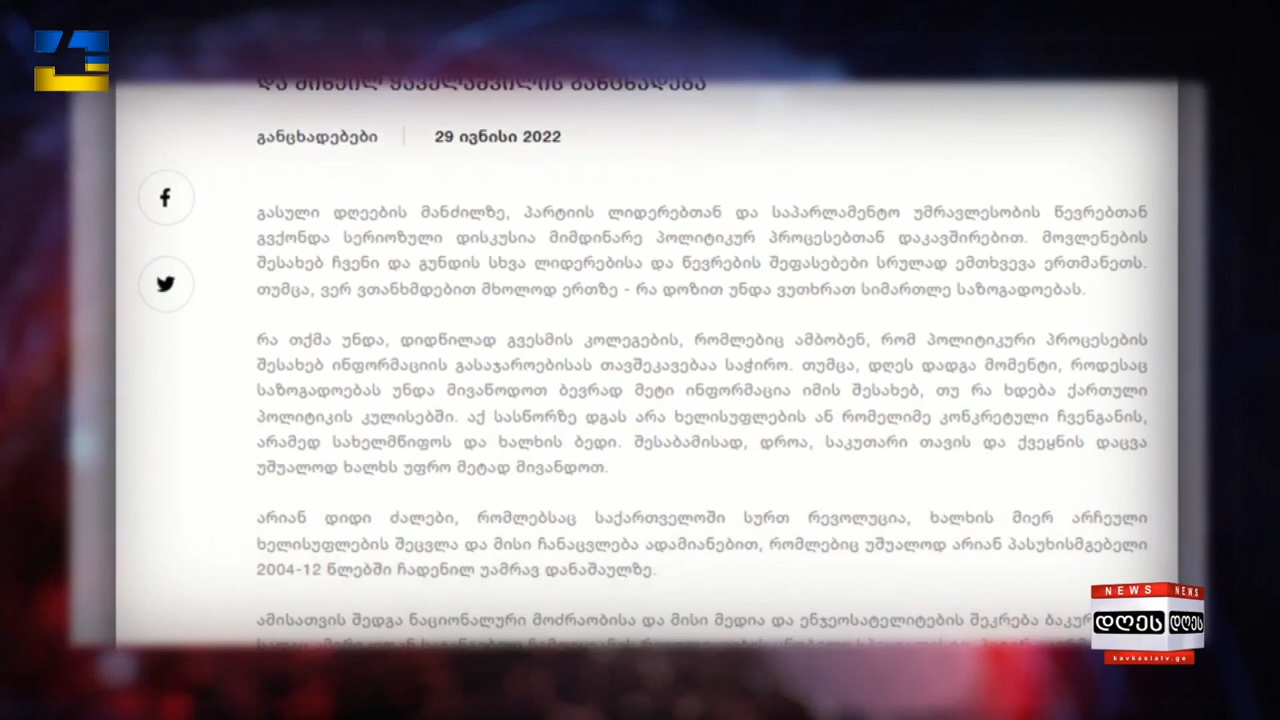 და მიხეილ ყაველაშვილის განცხადება
განცხადებები
29 ივნისი 2022
გასული დღეების მანძილზე, პარტიის ლიდერებთან და საპარლამენტო უმრავლესობის წევრებთან
გვქონდა სერიოზული დისკუსია მიმდინარე პოლიტიკურ პროცესებთან დაკავშირებით. მოვლენების
შესახებ ჩვენი და გუნდის სხვა ლიდერებისა და წევრების შეფასებები სრულად ემთხვევა ერთმანეთს.
თუმცა, ვერ ვთანხმდებით მხოლოდ ერთზე - რა დოზით უნდა ვუთხრათ სიმართლე საზოგადოებას.
რა თქმა უნდა, დიდწილად გვესმის კოლეგების, რომლებიც ამბობენ, რომ პოლიტიკური პროცესების
შესახებ ინფორმაციის გასაჯაროებისას თავშეკავებაა საჭირო. თუმცა, დღეს დადგა მომენტი, როდესაც
საზოგადოებას უნდა მივაწოდოთ ბევრად მეტი ინფორმაცია იმის შესახებ, თუ რა ხდება ქართული
პოლიტიკის კულისებში. აქ სასწორზე დგას არა ხელისუფლების ან რომელიმე კონკრეტული ჩვენგანის,
არამედ სახელმწიფოს და ხალხის ბედი. შესაბამისად, დროა, საკუთარი თავის და ქვეყნის დაცვა
უშუალოდ ხალხს უფრო მეტად მივანდოთ.
არიან დიდი ძალები, რომლებსაც საქართველოში სურთ რევოლუცია, ხალხის მიერ არჩეული
ხელისუფლების შეცვლა და მისი ჩანაცვლება ადამიანებით, რომლებიც უშუალოდ არიან პასუხისმგებელი
2004-12 წლებში ჩადენილ უამრავ დანაშაულზე.
ამისათვის შედგა ნაციონალური მოძრაობისა და მისი მედია და ენჯეოსატელიტების შეკრება
NEWS NEWS
დღეს დღეს
kavkasiatv.ge